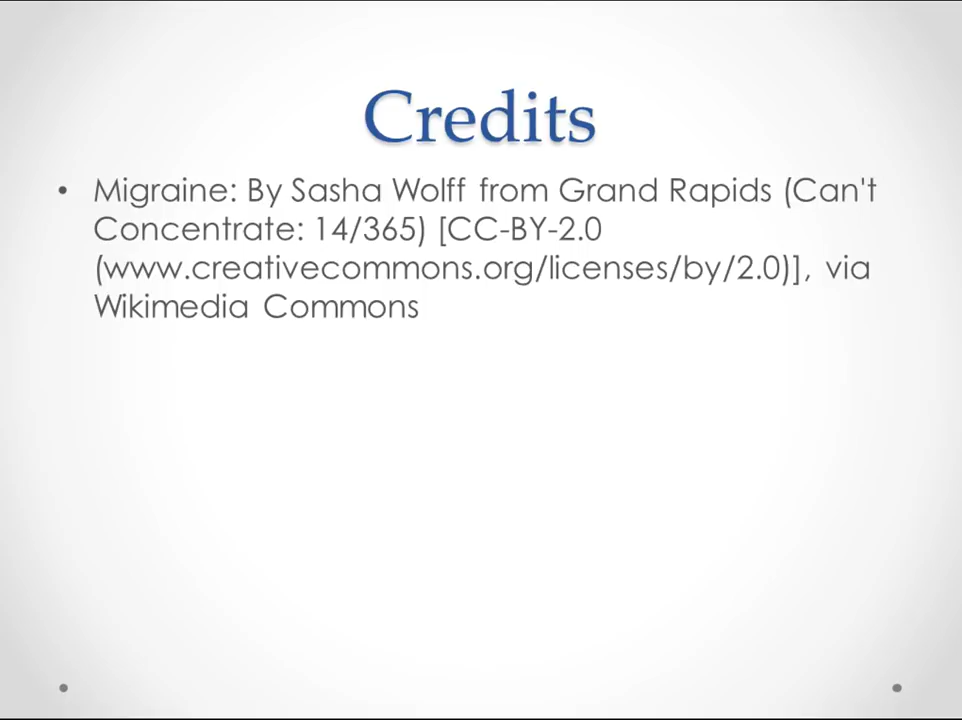 Credits
• Migraine: By Sasha Wolff from Grand Rapids (Can't
Concentrate: 14/365) [CC-BY-2.0
(www.creativecommons.org/licenses/by/2.0)], via
Wikimedia Commons